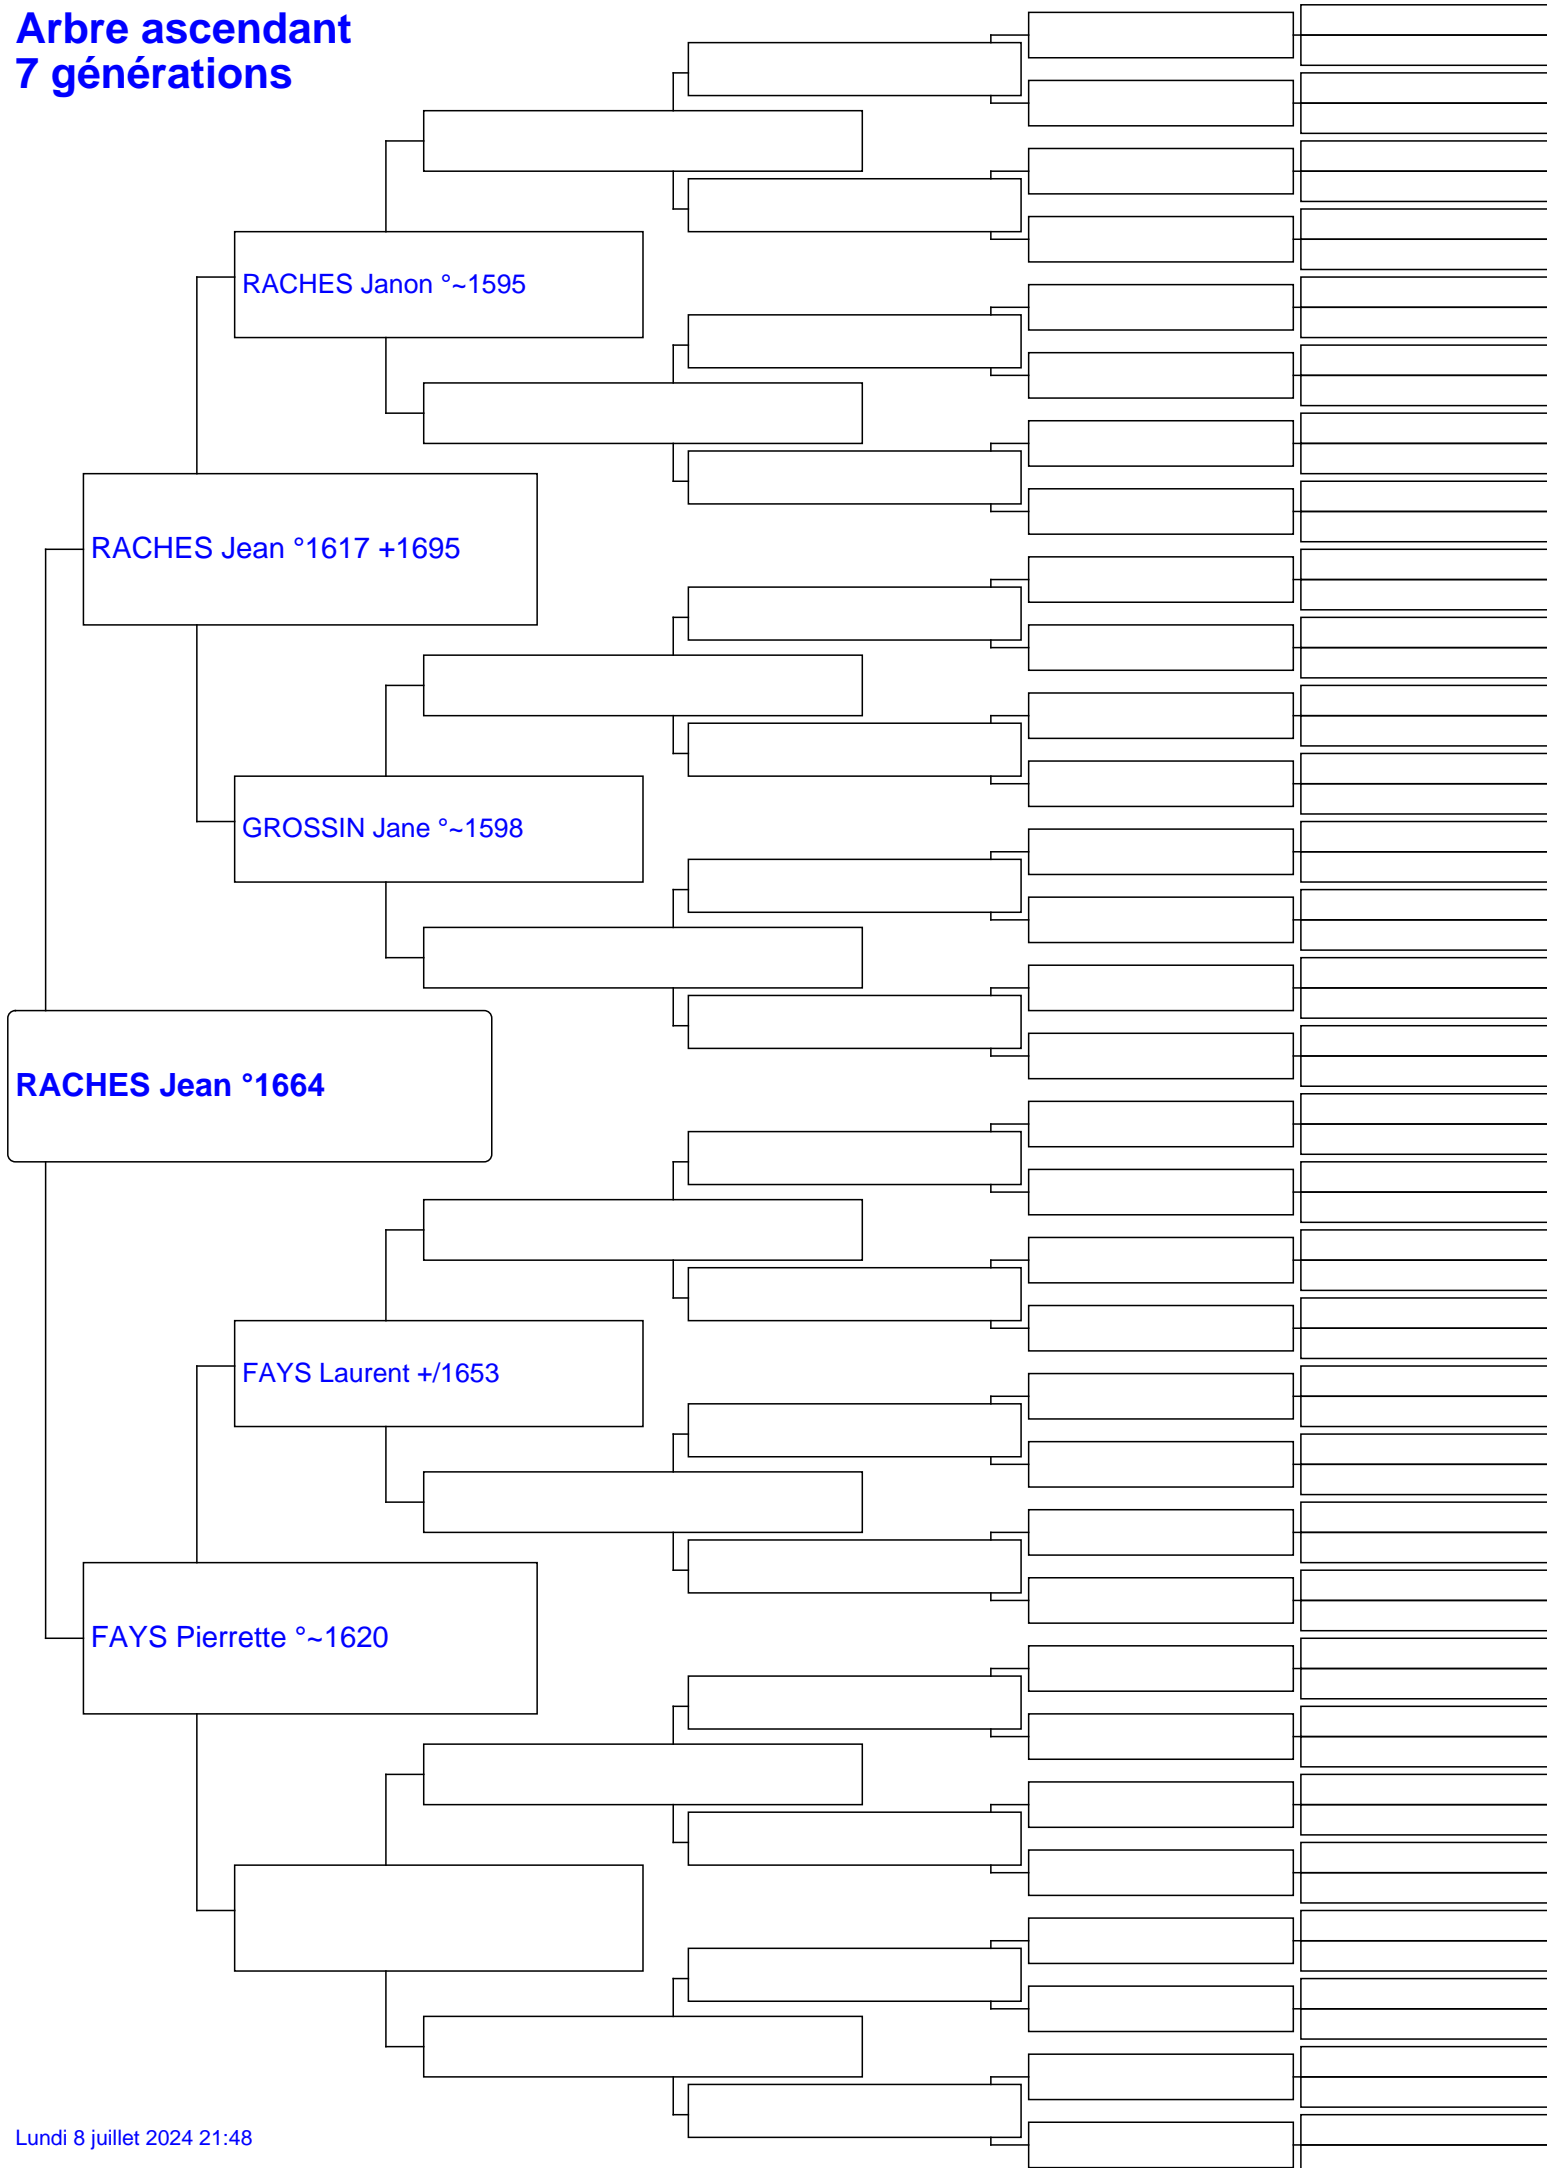 Arbre ascendant
7 générations
RACHES Janon °~1595
RACHES Jean °1617 +1695
GROSSIN Jane °~1598
RACHES Jean °1664
FAYS Laurent +/1653
FAYS Pierrette °~1620
Lundi 8 juillet 2024 21:48